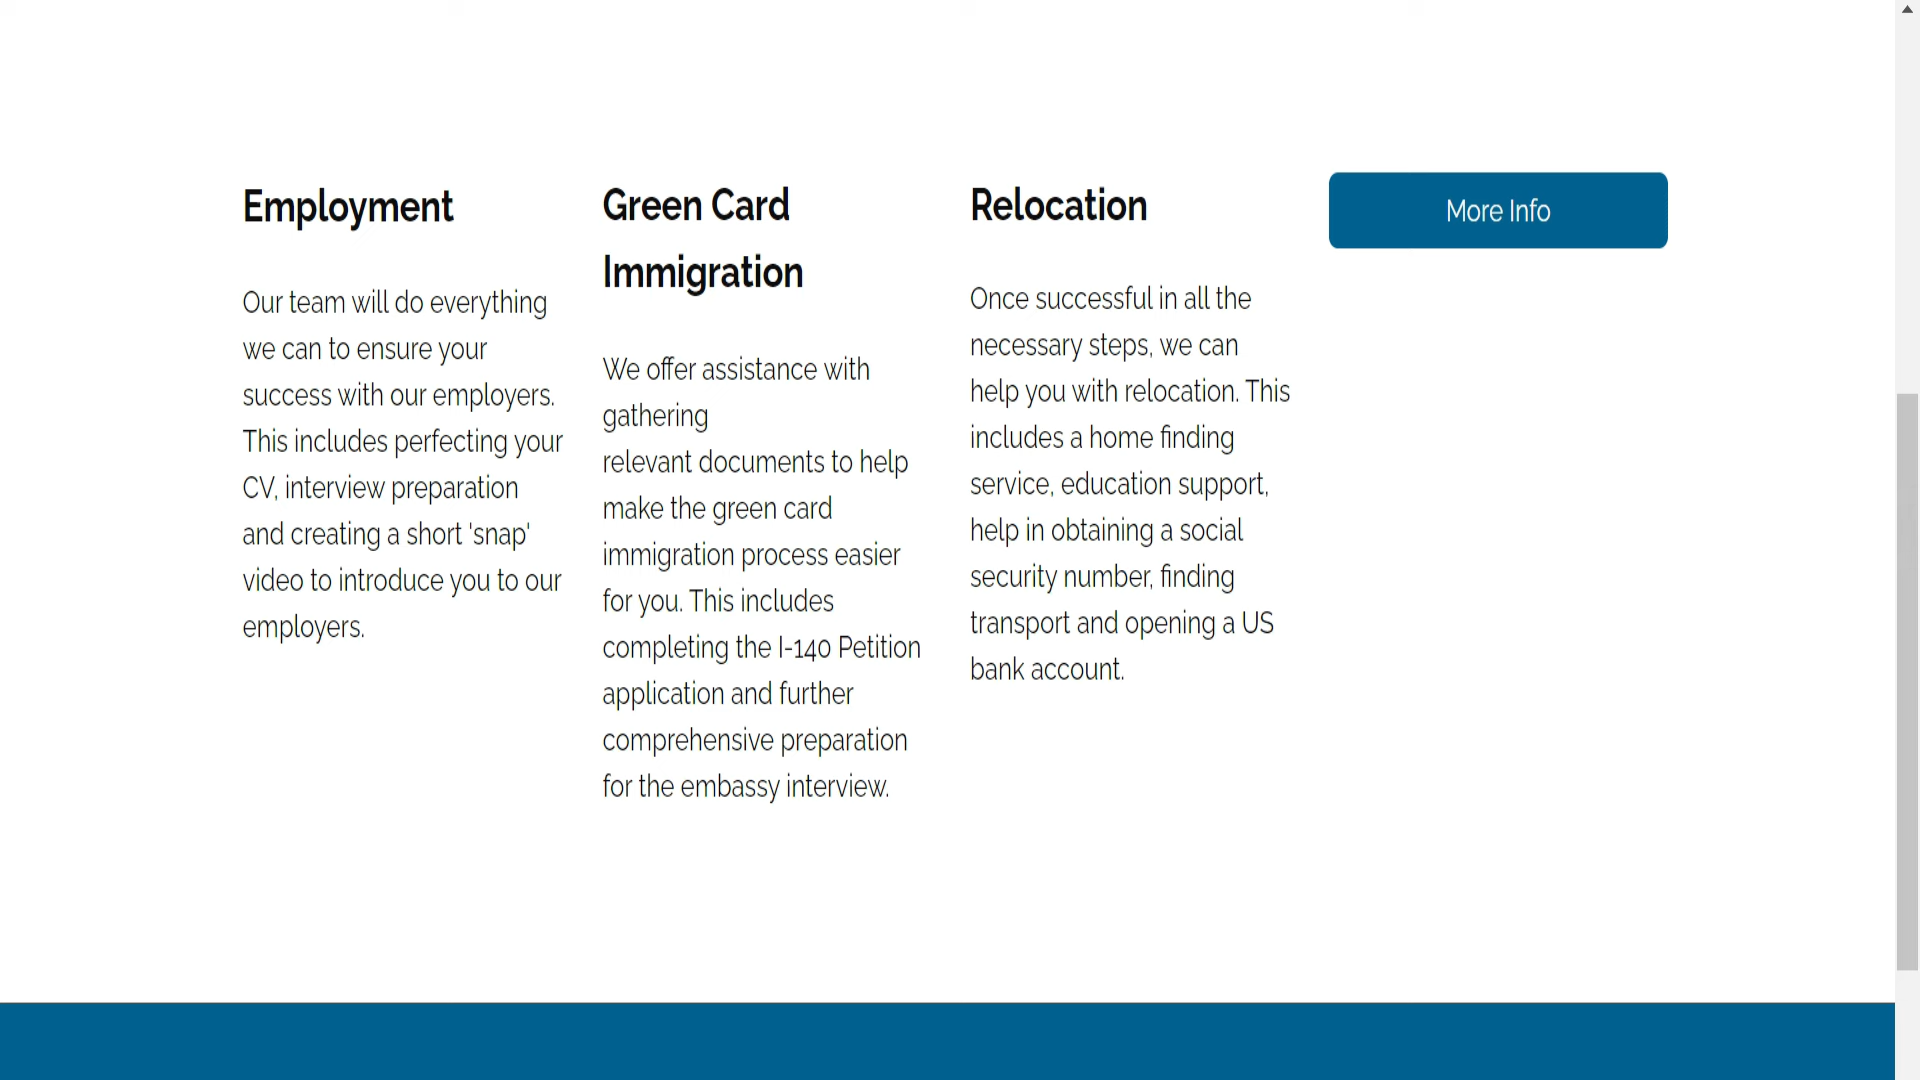 Employment
Our team will do everything
we can to ensure your
success with our employers.
This includes perfecting your
CV, interview preparation
and creating a short 'snap'
video to introduce you to our
employers.
Green Card
Immigration
We offer assistance with
gathering
relevant documents to help
make the green card
immigration process easier
for you. This includes
completing the I-140 Petition
application and further
comprehensive preparation
for the embassy interview.
Relocation
Once successful in all the
necessary steps, we can
help you with relocation. This
includes a home finding
service, education support,
help in obtaining a social
security number, finding
transport and opening a US
bank account.
More Info